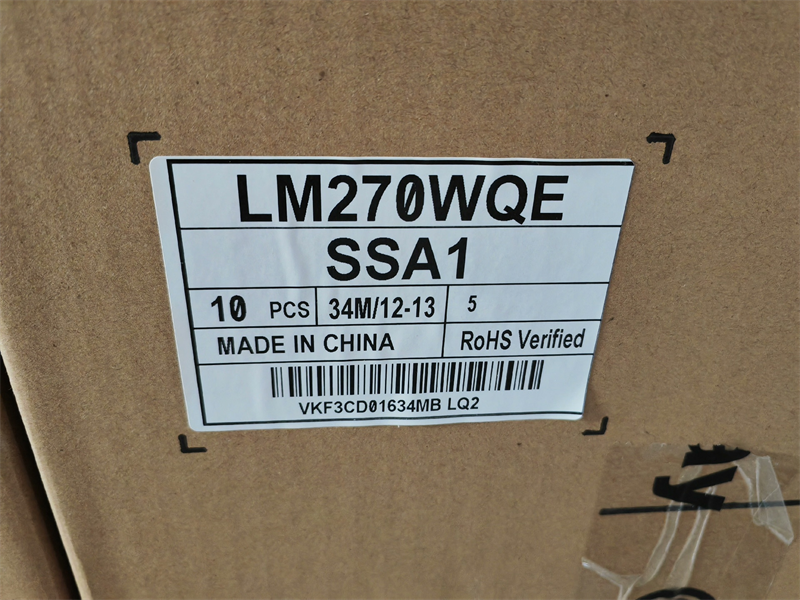 LM270WQE
SSA1
10 PCS 34M/12-13 5
MADE IN CHINA RoHS Verified
VKF3CD01634MB LQ2